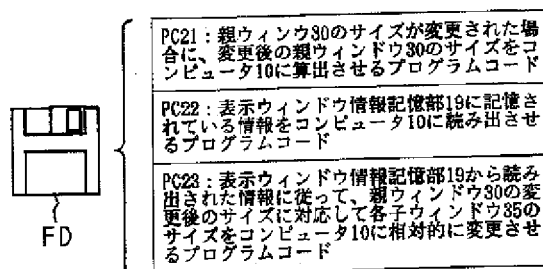 PC21：親ウィンウ30のサイズが変更された場
合に、変更後の親ウィンドウ30のサイズをコ
ンピュータ10に算出させるプログラムコード
PC22：表示ウィンドウ情報記憶部19に記憶さ
れている情報をコンピュータ10に読み出させ
るプログラムコード
PC23：表示ウィンドウ情報記憶部19から読み
出された情報に従って、親ウィンドウ30の変
更後のサイズに対応して各子ウィンドウ35の
サイズをコンピュータ10に相対的に変更させ
るプログラムコード
FD